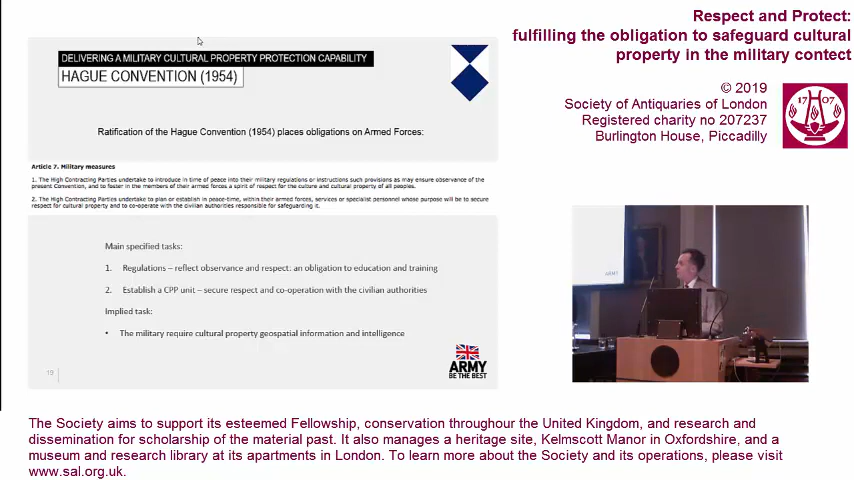 Respect and Protect:
fulfilling the obligation to safeguard cultural
property in the military contect
© 2019
Society of Antiquaries of London
Registered charity no 207237
Burlington House, Piccadilly
17 07
DELIVERING A MILITARY CULTURAL PROPERTY PROTECTION CAPABILITY
HAGUE CONVENTION (1954)
Ratification of the Hague Convention (1954) places obligations on Armed Forces:
Article 7. Military measures
1. The High Contracting Parties undertake to introduce in time of peace into their military regulations or instructions such provisions as may ensure observance of the
present Convention, and to foster in the members of their armed forces a spirit of respect for the culture and cultural property of all peoples.
2. The High Contracting Parties undertake to plan or establish in peace-time, within their armed forces, services or specialist personnel whose purpose will be to secure
respect for cultural property and to co-operate with the civilian authorities responsible for safeguarding it.
Main specified tasks:
1. Regulations – reflect observance and respect: an obligation to education and training
2. Establish a CPP unit – secure respect and co-operation with the civilian authorities
Implied task:
• The military require cultural property geospatial information and intelligence
19
ARMY
BE THE BEST
ARMY
The Society aims to support its esteemed Fellowship, conservation throughour the United Kingdom, and research and
dissemination for scholarship of the material past. It also manages a heritage site, Kelmscott Manor in Oxfordshire, and a
museum and research library at its apartments in London. To learn more about the Society and its operations, please visit
www.sal.org.uk.